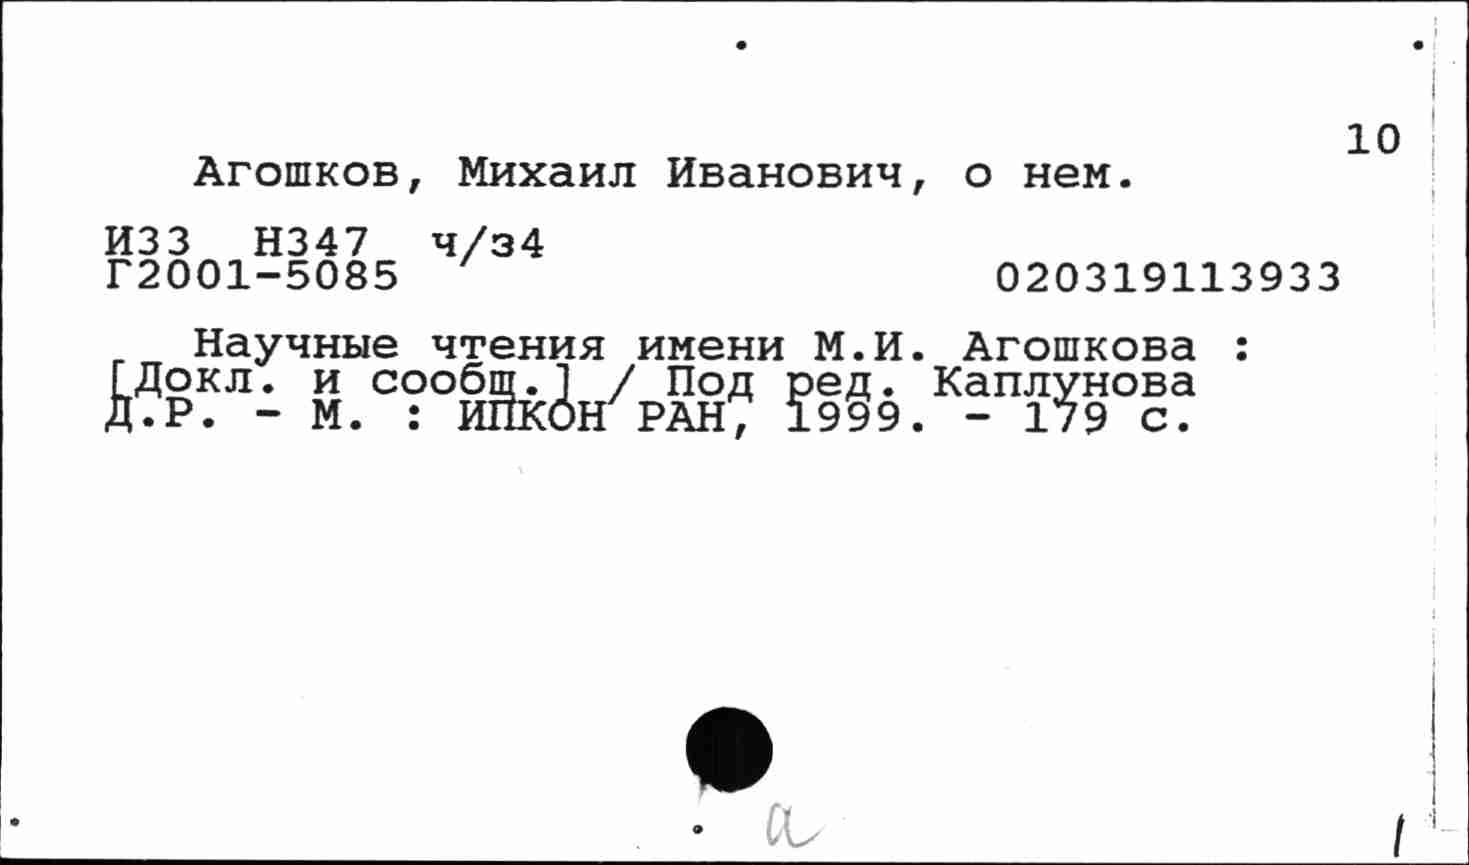 10
Агошков, Михаил Иванович, о нем.
И33 Н347 ч/з4
Г2001-5085 020319113933
Научные чтения имени М.И. Агошкова :
[Докл. и сообщ.] / Под ред. Каплунова
Д.Р. - М. : ИПКОН РАН, 1999. - 179 с.
а